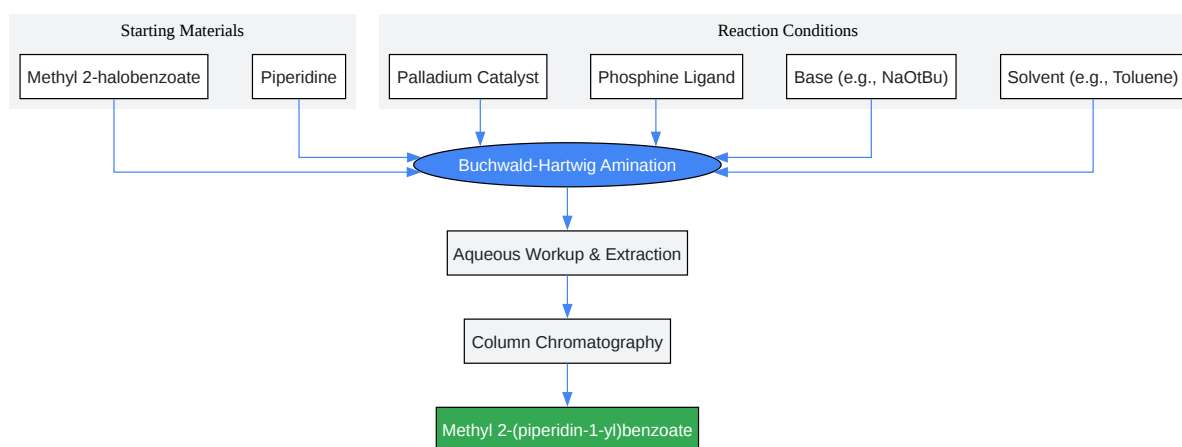 Starting Materials
Reaction Conditions
Methyl 2-halobenzoate
Piperidine
Palladium Catalyst
Phosphine Ligand
Base (e.g., NaOtBu)
Solvent (e.g., Toluene)
Buchwald-Hartwig Amination
Aqueous Workup & Extraction
Column Chromatography
Methyl 2-(piperidin-1-yl)benzoate